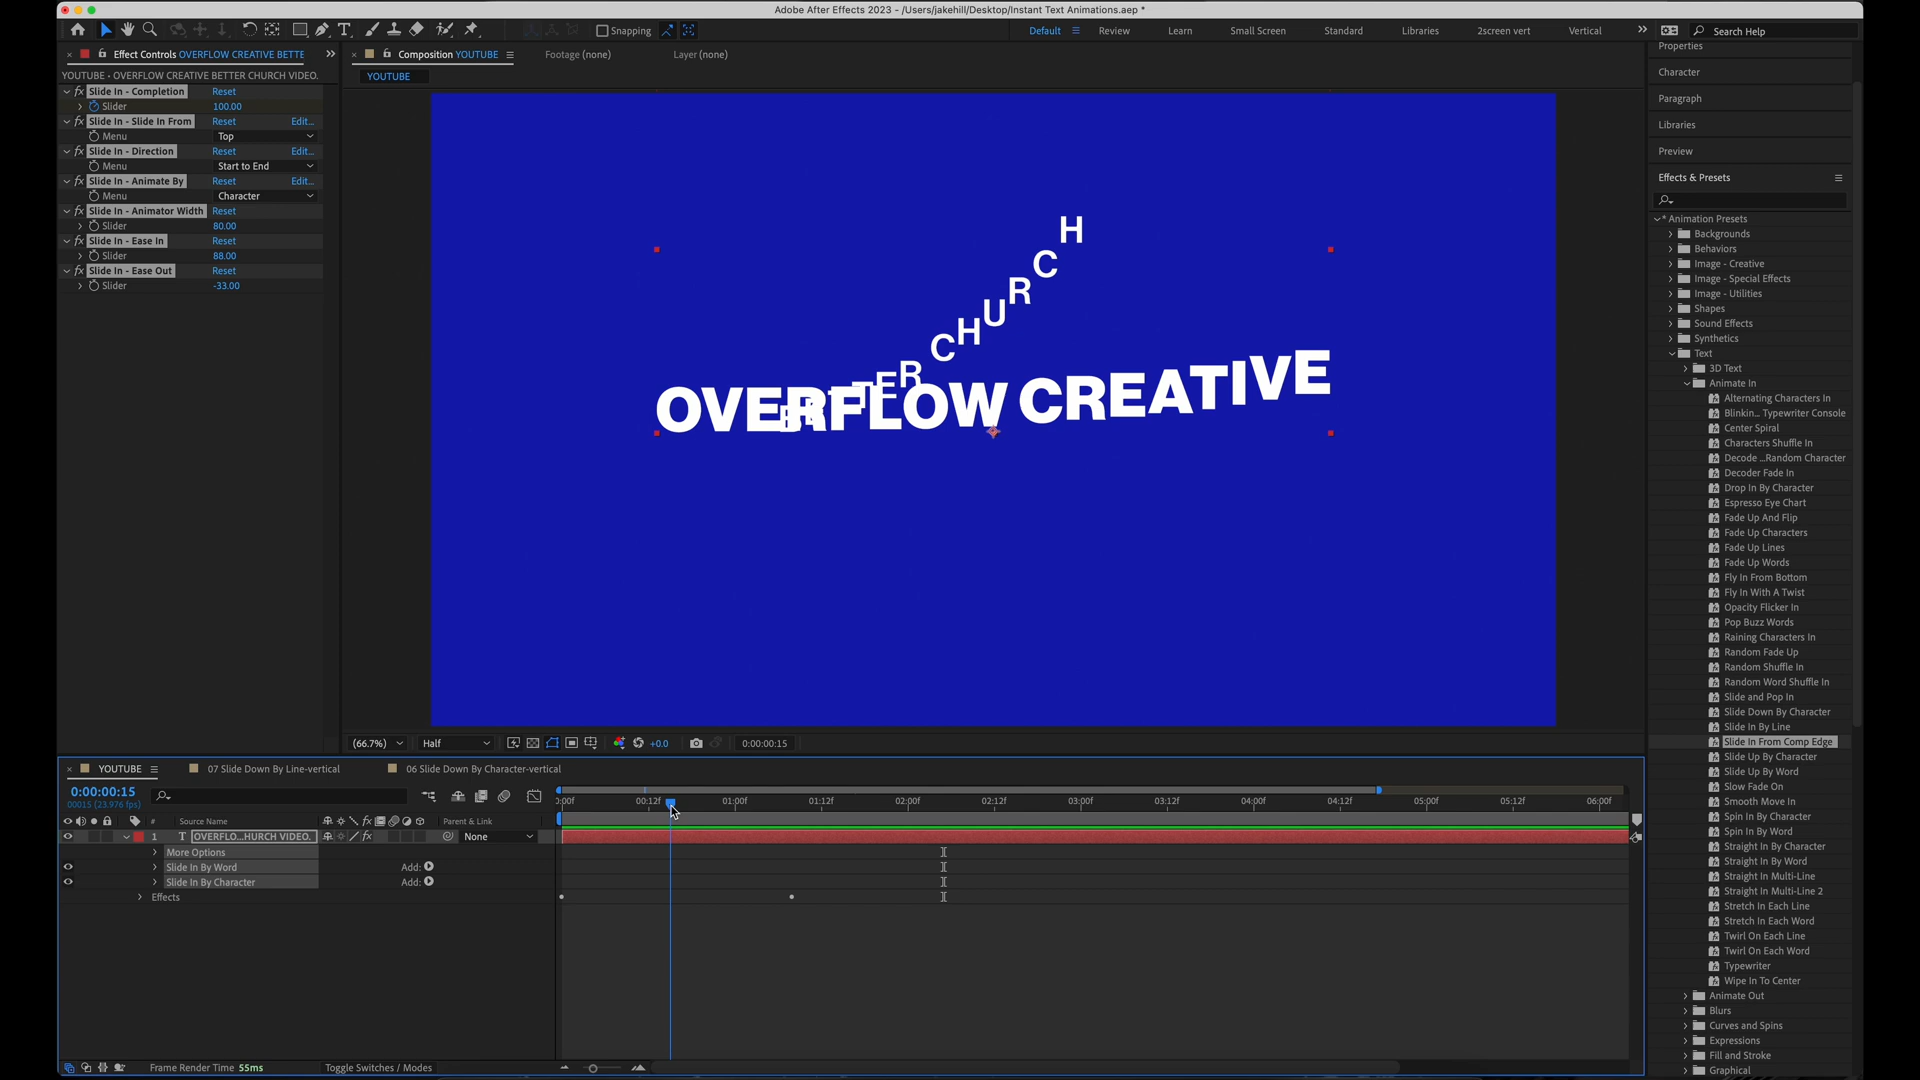 Adobe After Effects 2023 - /Users/jakehill/Desktop/Instant Text Animations.aep *
Snapping
Default
Review
Learn
Small Screen
Standard
Libraries
2screen vert
Vertical
Search Help
Effect Controls OVERFLOW CREATIVE BETTE
YOUTUBE • OVERFLOW CREATIVE BETTER CHURCH VIDEO.
Slide In - Completion Reset
Slider 100.00
Slide In - Slide In From Reset Edit...
Menu Top
Slide In - Direction Reset Edit...
Menu Start to End
Slide In - Animate By Reset Edit...
Menu Character
Slide In - Animator Width Reset
Slider 80.00
Slide In - Ease In Reset
Slider 88.00
Slide In - Ease Out Reset
Slider -33.00
Composition YOUTUBE
Footage (none)
Layer (none)
YOUTUBE
OVERFLOW CREATIVE
BETTER CHURCH
(66.7%)
Half
+0.0
0:00:00:15
Properties
Character
Paragraph
Libraries
Preview
Effects & Presets
* Animation Presets
Backgrounds
Behaviors
Image - Creative
Image - Special Effects
Image - Utilities
Shapes
Sound Effects
Synthetics
Text
3D Text
Animate In
Alternating Characters In
Blinkin... Typewriter Console
Center Spiral
Characters Shuffle In
Decode ...Random Character
Decoder Fade In
Drop In By Character
Espresso Eye Chart
Fade Up And Flip
Fade Up Characters
Fade Up Lines
Fade Up Words
Fly In From Bottom
Fly In With A Twist
Opacity Flicker In
Pop Buzz Words
Raining Characters In
Random Fade Up
Random Shuffle In
Random Word Shuffle In
Slide and Pop In
Slide Down By Character
Slide In By Line
Slide In From Comp Edge
Slide Up By Character
Slide Up By Word
Slow Fade On
Smooth Move In
Spin In By Character
Spin In By Word
Straight In By Character
Straight In By Word
Straight In Multi-Line
Straight In Multi-Line 2
Stretch In Each Line
Stretch In Each Word
Twirl On Each Line
Twirl On Each Word
Typewriter
Wipe In To Center
Animate Out
Blurs
Curves and Spins
Expressions
Fill and Stroke
Graphical
YOUTUBE
07 Slide Down By Line-vertical
06 Slide Down By Character-vertical
0:00:00:15
00015 (23.976 fps)
:00f 00:12f 01:00f 01:12f 02:00f 02:12f 03:00f 03:12f 04:00f 04:12f 05:00f 05:12f 06:00f
# Source Name Parent & Link
1 T OVERFLO...HURCH VIDEO. None
More Options
Slide In By Word Add:
Slide In By Character Add:
Effects
Frame Render Time 55ms
Toggle Switches / Modes